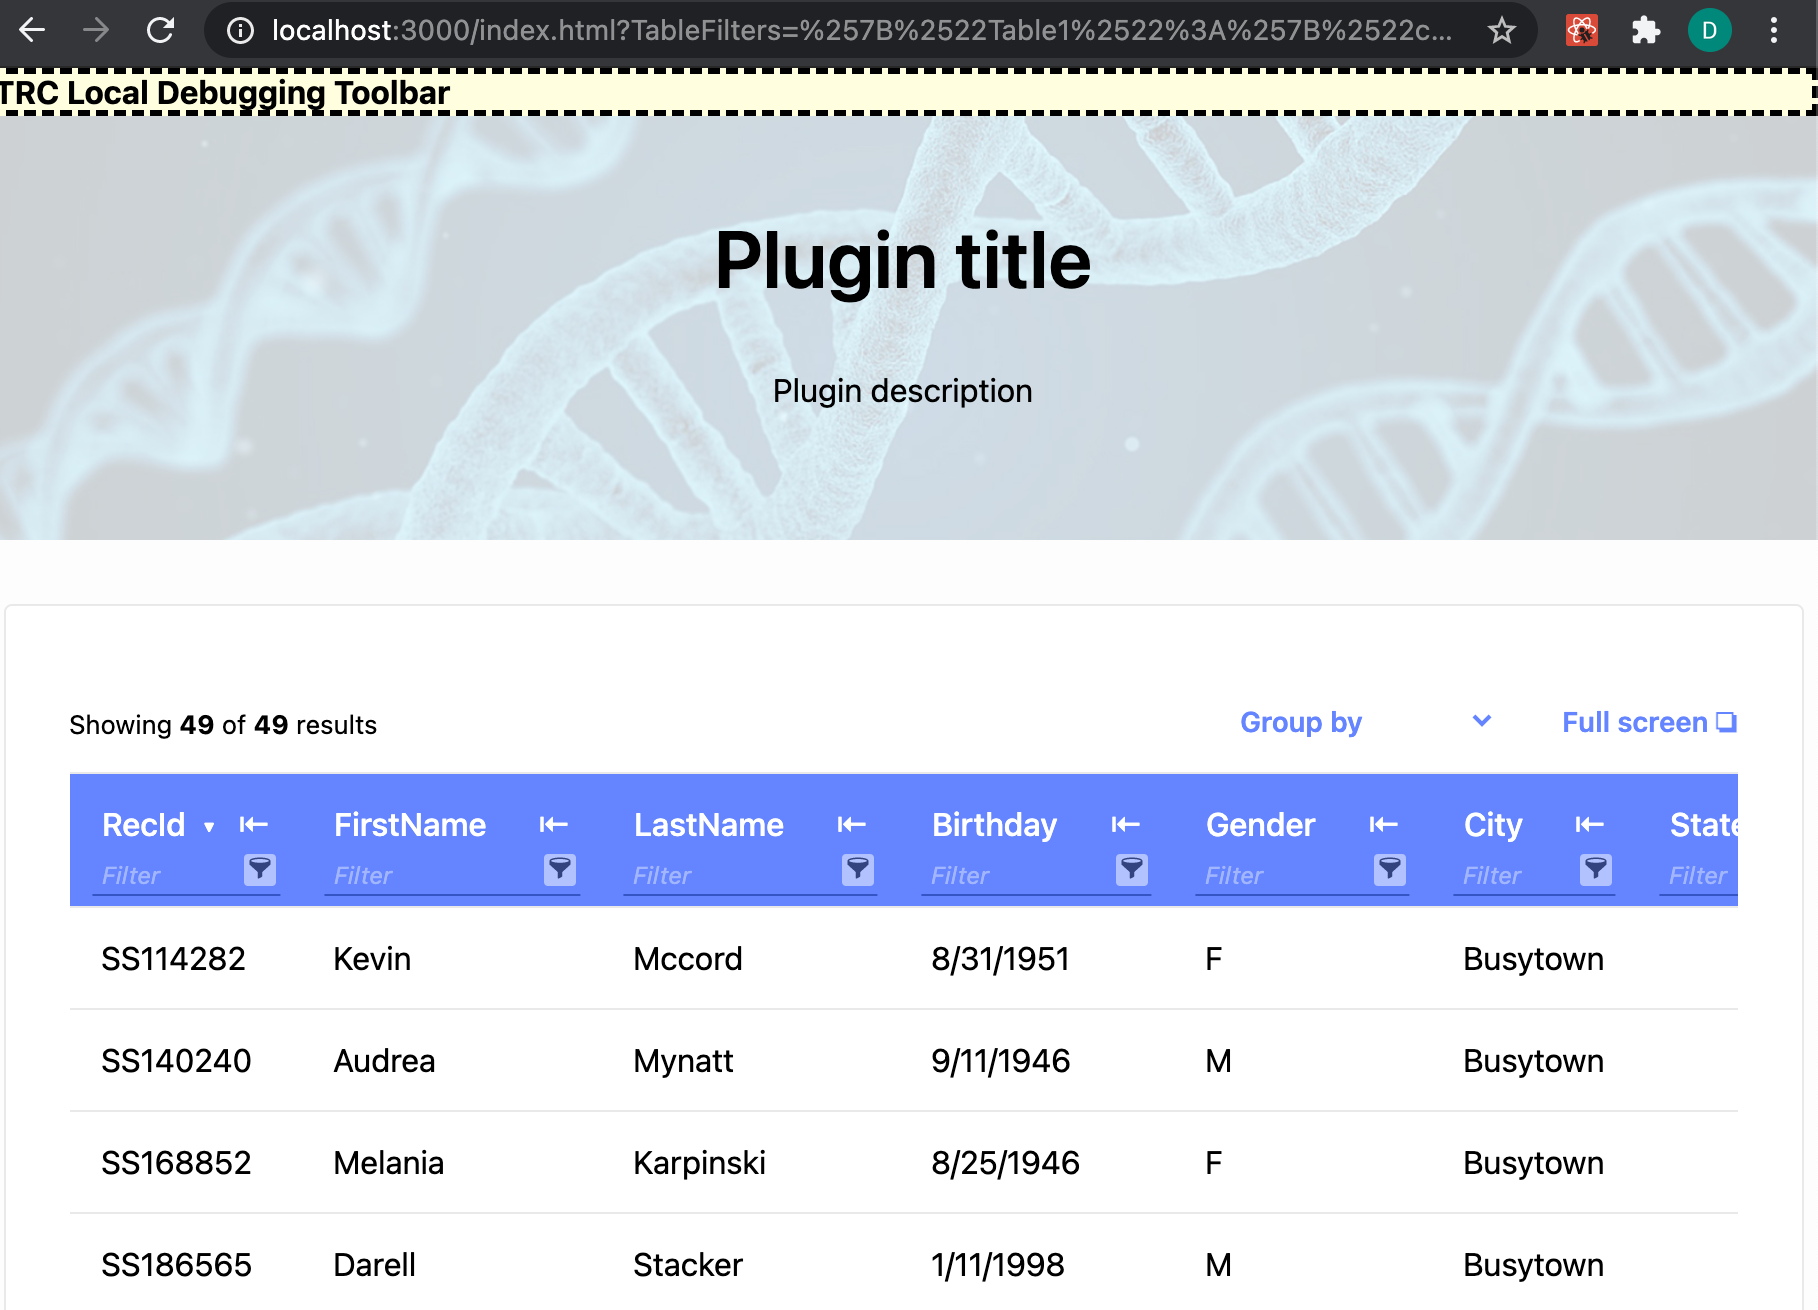 localhost:3000/index.html?TableFilters=%257B%2522Table1%2522%3A%257B%2522c...
D
TRC Local Debugging Toolbar
Plugin title
Plugin description
Showing 49 of 49 results
Group by
Full screen
RecId FirstName LastName Birthday Gender City State
Filter Filter Filter Filter Filter Filter Filter
SS114282 Kevin Mccord 8/31/1951 F Busytown
SS140240 Audrea Mynatt 9/11/1946 M Busytown
SS168852 Melania Karpinski 8/25/1946 F Busytown
SS186565 Darell Stacker 1/11/1998 M Busytown